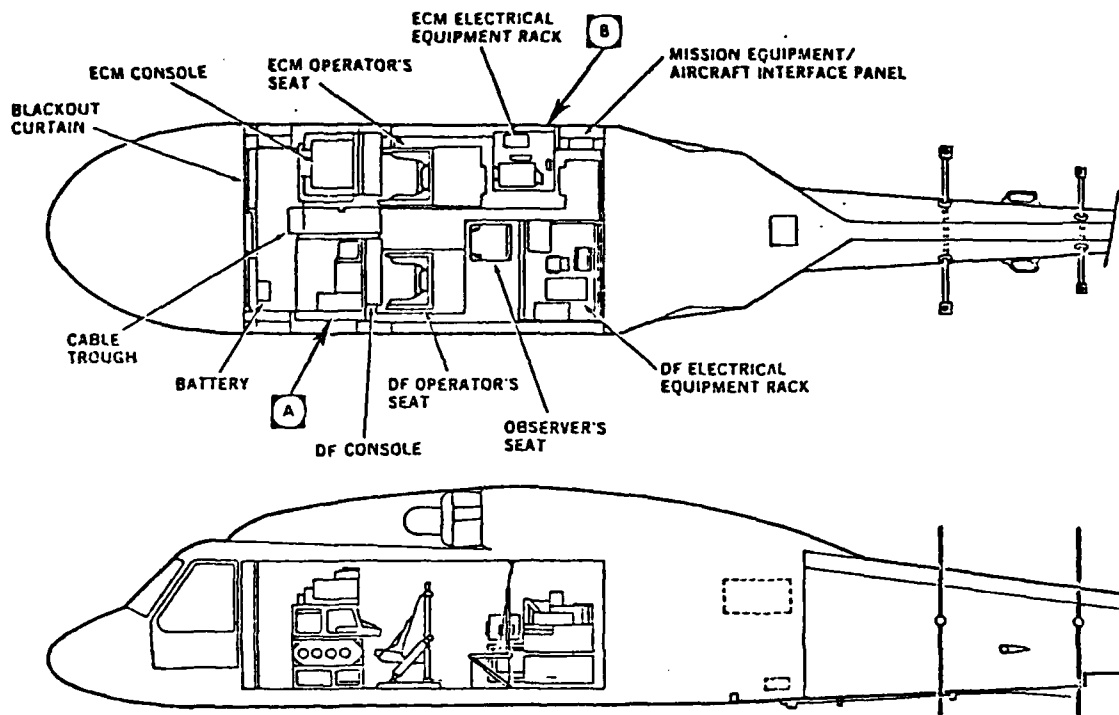 ECM ELECTRICAL
EQUIPMENT RACK
B
MISSION EQUIPMENT/
AIRCRAFT INTERFACE PANEL
ECM OPERATOR'S
SEAT
ECM CONSOLE
BLACKOUT
CURTAIN
CABLE
TROUGH
BATTERY
A
DF CONSOLE
DF OPERATOR'S
SEAT
OBSERVER'S
SEAT
DF ELECTRICAL
EQUIPMENT RACK